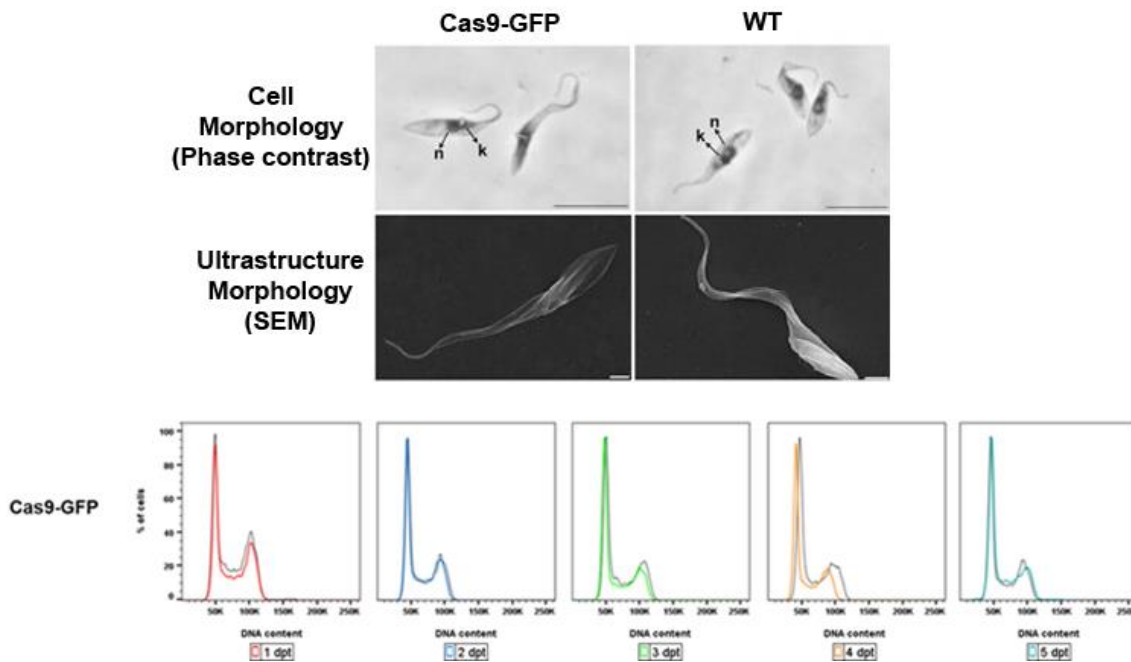 Cas9-GFP
WT
Cell
Morphology
(Phase contrast)
n
k
n
k
Ultrastructure
Morphology
(SEM)
Cas9-GFP
% of cells
100
80
60
40
20
0
50K 100K 150K 200K 250K
50K 100K 150K 200K 250K
50K 100K 150K 200K 250K
50K 100K 150K 200K 250K
50K 100K 150K 200K 250K
DNA content
DNA content
DNA content
DNA content
DNA content
1 dpt
2 dpt
3 dpt
4 dpt
5 dpt